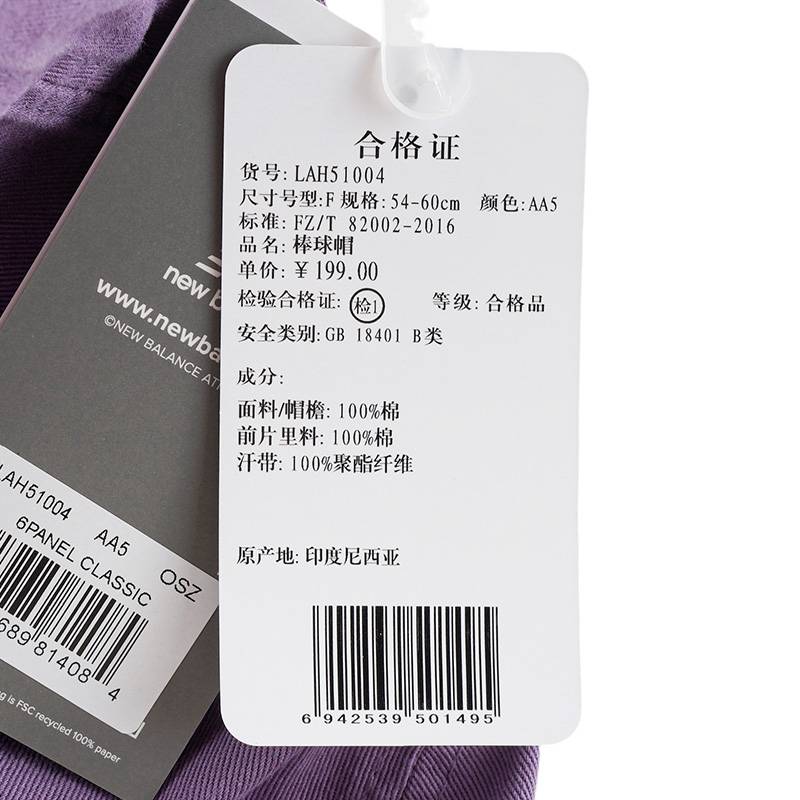 合格证
货号: LAH51004
尺寸号型: F 规格: 54-60cm 颜色: AA5
标准: FZ/T 82002-2016
品名: 棒球帽
单价: ¥199.00
检验合格证: 检1 等级: 合格品
安全类别: GB 18401 B类
成分:
面料/帽檐: 100%棉
前片里料: 100%棉
汗带: 100%聚酯纤维
原产地: 印度尼西亚
6 942539 501495
new b
www.newba
©NEW BALANCE AT
LAH51004 AA5 OSZ
6PANEL CLASSIC
68981408 4
g is FSC recycled 100% paper